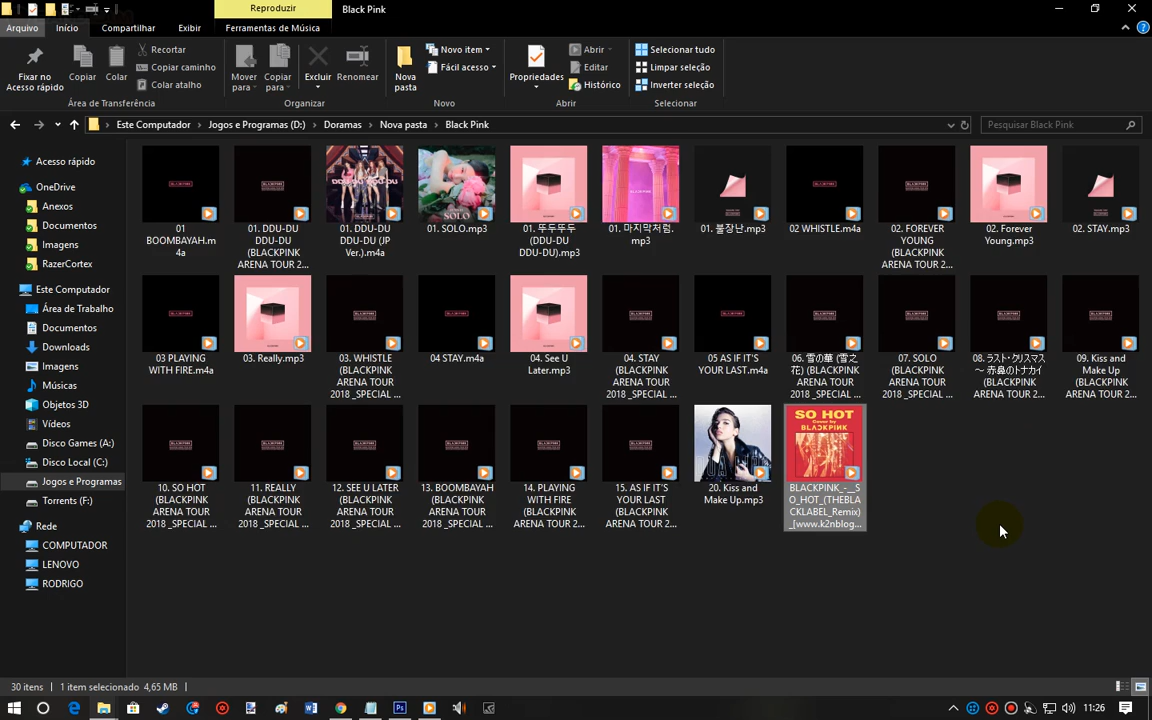 Reproduzir
Black Pink
Arquivo
Início
Compartilhar
Exibir
Ferramentas de Música
Fixar no
Acesso rápido
Copiar
Colar
Recortar
Copiar caminho
Colar atalho
Área de Transferência
Mover
para
Copiar
para
Excluir
Renomear
Organizar
Nova
pasta
Novo item
Fácil acesso
Novo
Propriedades
Abrir
Editar
Histórico
Abrir
Selecionar tudo
Limpar seleção
Inverter seleção
Selecionar
Este Computador > Jogos e Programas (D:) > Doramas > Nova pasta > Black Pink
Pesquisar Black Pink
Acesso rápido
OneDrive
Anexos
Documentos
Imagens
RazerCortex
Este Computador
Área de Trabalho
Documentos
Downloads
Imagens
Músicas
Objetos 3D
Vídeos
Disco Games (A:)
Disco Local (C:)
Jogos e Programas
Torrents (F:)
Rede
COMPUTADOR
LENOVO
RODRIGO
01
BOOMBAYAH.m
4a
01. DDU-DU
DDU-DU
(BLACKPINK
ARENA TOUR 2...
01. DDU-DU
DDU-DU (JP
Ver.).m4a
01. SOLO.mp3
01. 뚜두뚜두
(DDU-DU
DDU-DU).mp3
01. 마지막처럼.
mp3
01. 불장난.mp3
02 WHISTLE.m4a
02. FOREVER
YOUNG
(BLACKPINK
ARENA TOUR 2...
02. Forever
Young.mp3
02. STAY.mp3
03 PLAYING
WITH FIRE.m4a
03. Really.mp3
03. WHISTLE
(BLACKPINK
ARENA TOUR
2018 _SPECIAL ...
04 STAY.m4a
04. See U
Later.mp3
04. STAY
(BLACKPINK
ARENA TOUR
2018 _SPECIAL ...
05 AS IF IT'S
YOUR LAST.m4a
06. 雪の華 (雪之
花) (BLACKPINK
ARENA TOUR
2018 _SPECIAL ...
07. SOLO
(BLACKPINK
ARENA TOUR
2018 _SPECIAL ...
08. ラスト・クリスマス
～ 赤鼻のトナカイ
(BLACKPINK
ARENA TOUR 2...
09. Kiss and
Make Up
(BLACKPINK
ARENA TOUR 2...
SO HOT
Cover by
BLACKPINK
10. SO HOT
(BLACKPINK
ARENA TOUR
2018 _SPECIAL ...
11. REALLY
(BLACKPINK
ARENA TOUR
2018 _SPECIAL ...
12. SEE U LATER
(BLACKPINK
ARENA TOUR
2018 _SPECIAL ...
13. BOOMBAYAH
(BLACKPINK
ARENA TOUR
2018 _SPECIAL ...
14. PLAYING
WITH FIRE
(BLACKPINK
ARENA TOUR 2...
15. AS IF IT'S
YOUR LAST
(BLACKPINK
ARENA TOUR 2...
20. Kiss and
Make Up.mp3
BLACKPINK_-__S
O_HOT_(THEBLA
CKLABEL_Remix)
_[www.k2nblog...
30 itens
1 item selecionado 4,65 MB
11:26